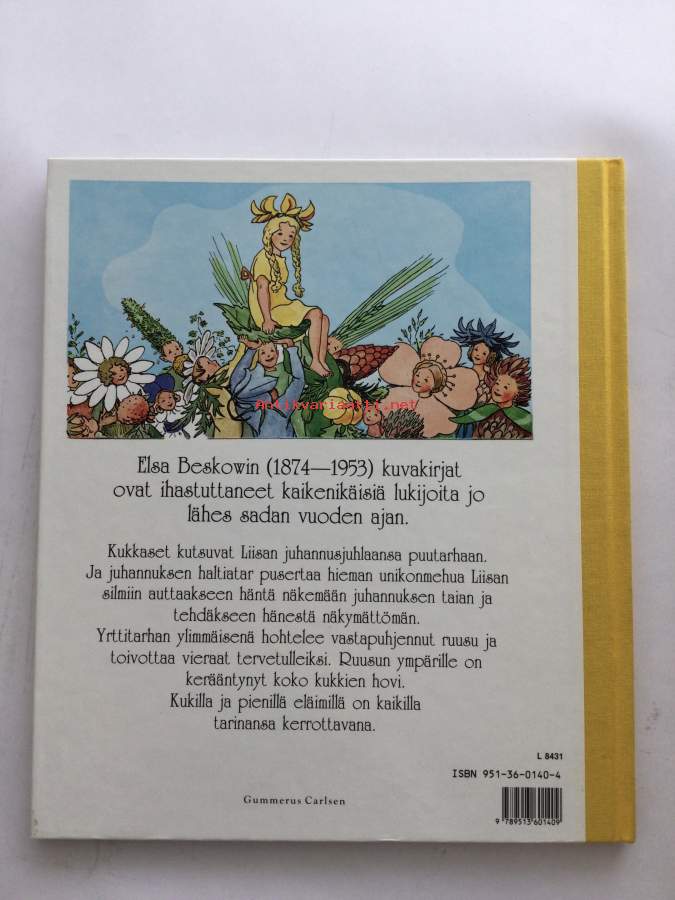 Antikvariaatti.net
Elsa Beskowin (1874—1953) kuvakirjat
ovat ihastuttaneet kaikenikäisiä lukijoita jo
lähes sadan vuoden ajan.
Kukkaset kutsuvat Liisan juhannusjuhlaansa puutarhaan.
Ja juhannuksen haltiatar pusertaa hieman unikonmehua Liisan
silmiin auttaakseen häntä näkemään juhannuksen taian ja
tehdäkseen hänestä näkymättömän.
Yrttitarhan ylimmäisenä hohtelee vastapuhjennut ruusu ja
toivottaa vieraat tervetulleiksi. Ruusun ympärille on
kerääntynyt koko kukkien hovi.
Kukilla ja pienillä eläimillä on kaikilla
tarinansa kerrottavana.
L 8431
ISBN 951-36-0140-4
Gummerus Carlsen
9 789513 601409